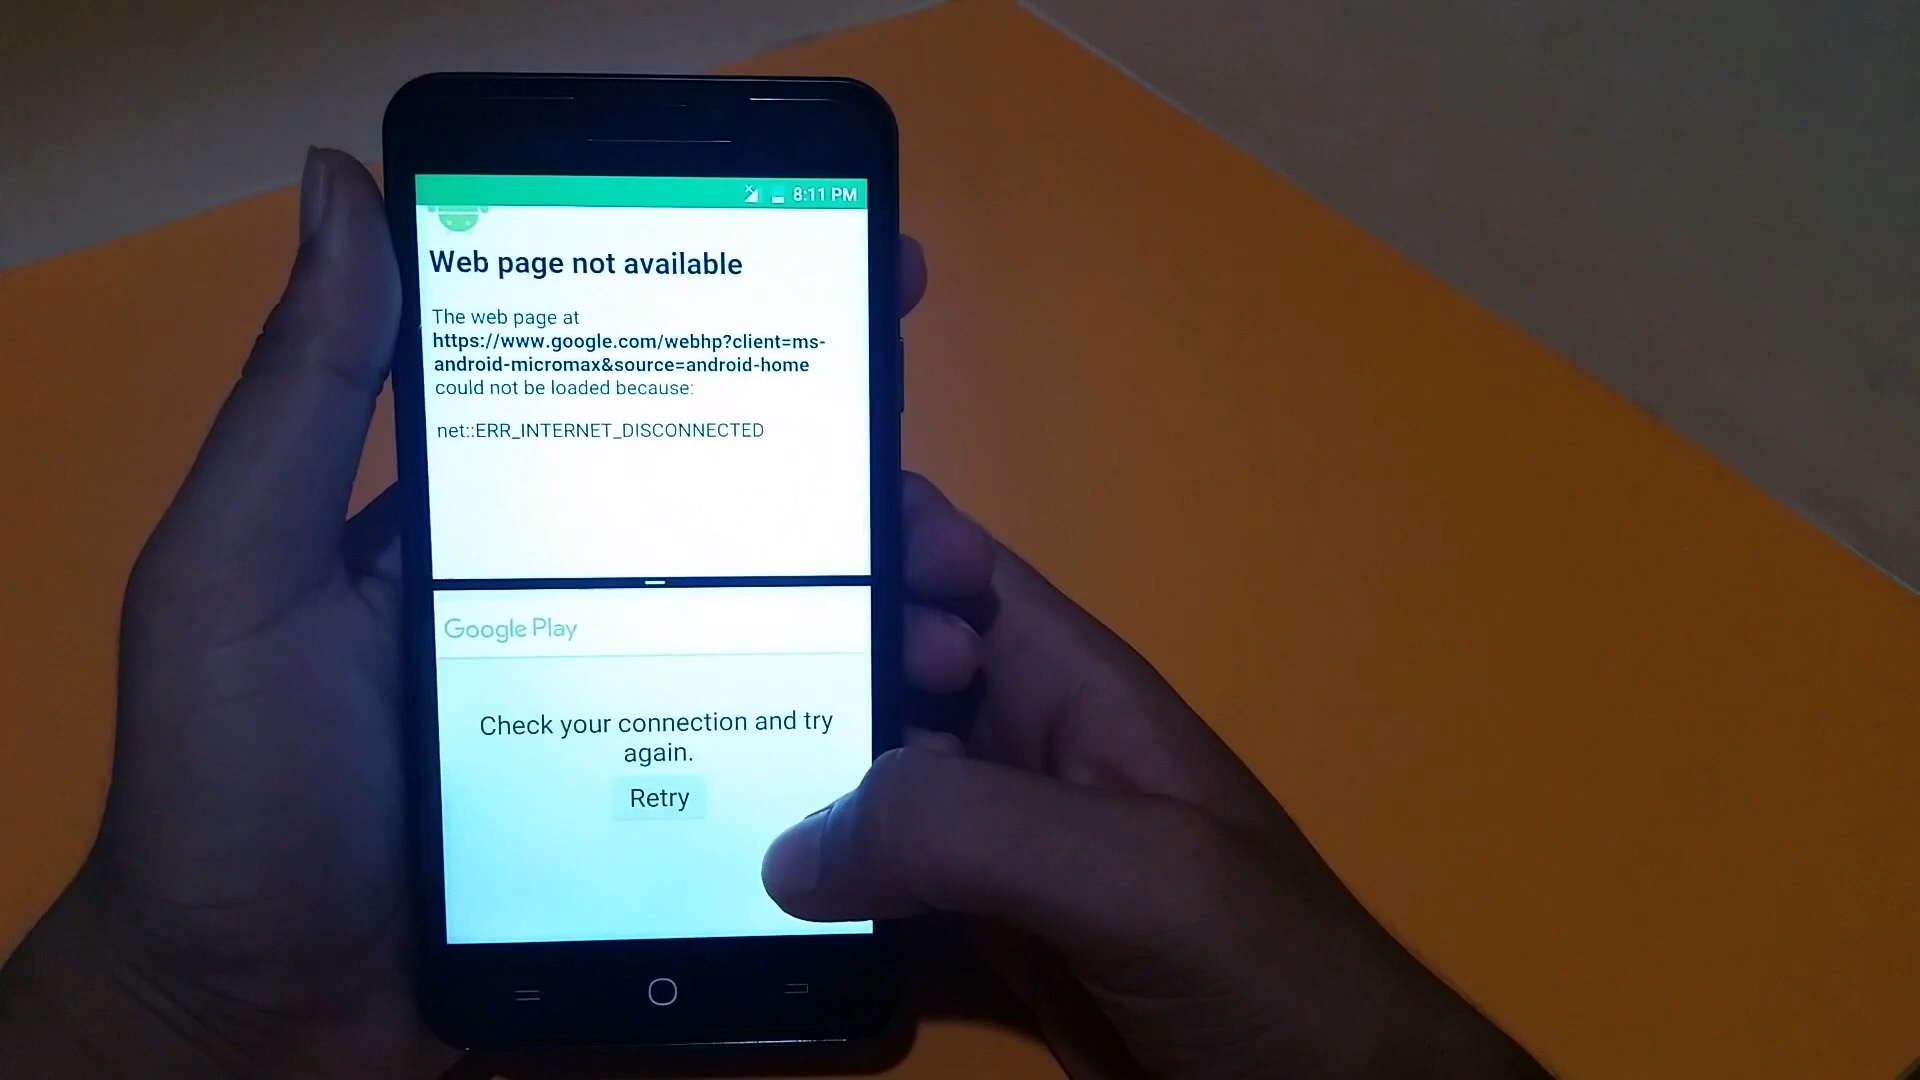 8:11 PM
Web page not available
The web page at
https://www.google.com/webhp?client=ms-
android-micromax&source=android-home
could not be loaded because:
net::ERR_INTERNET_DISCONNECTED
Google Play
Check your connection and try
again.
Retry